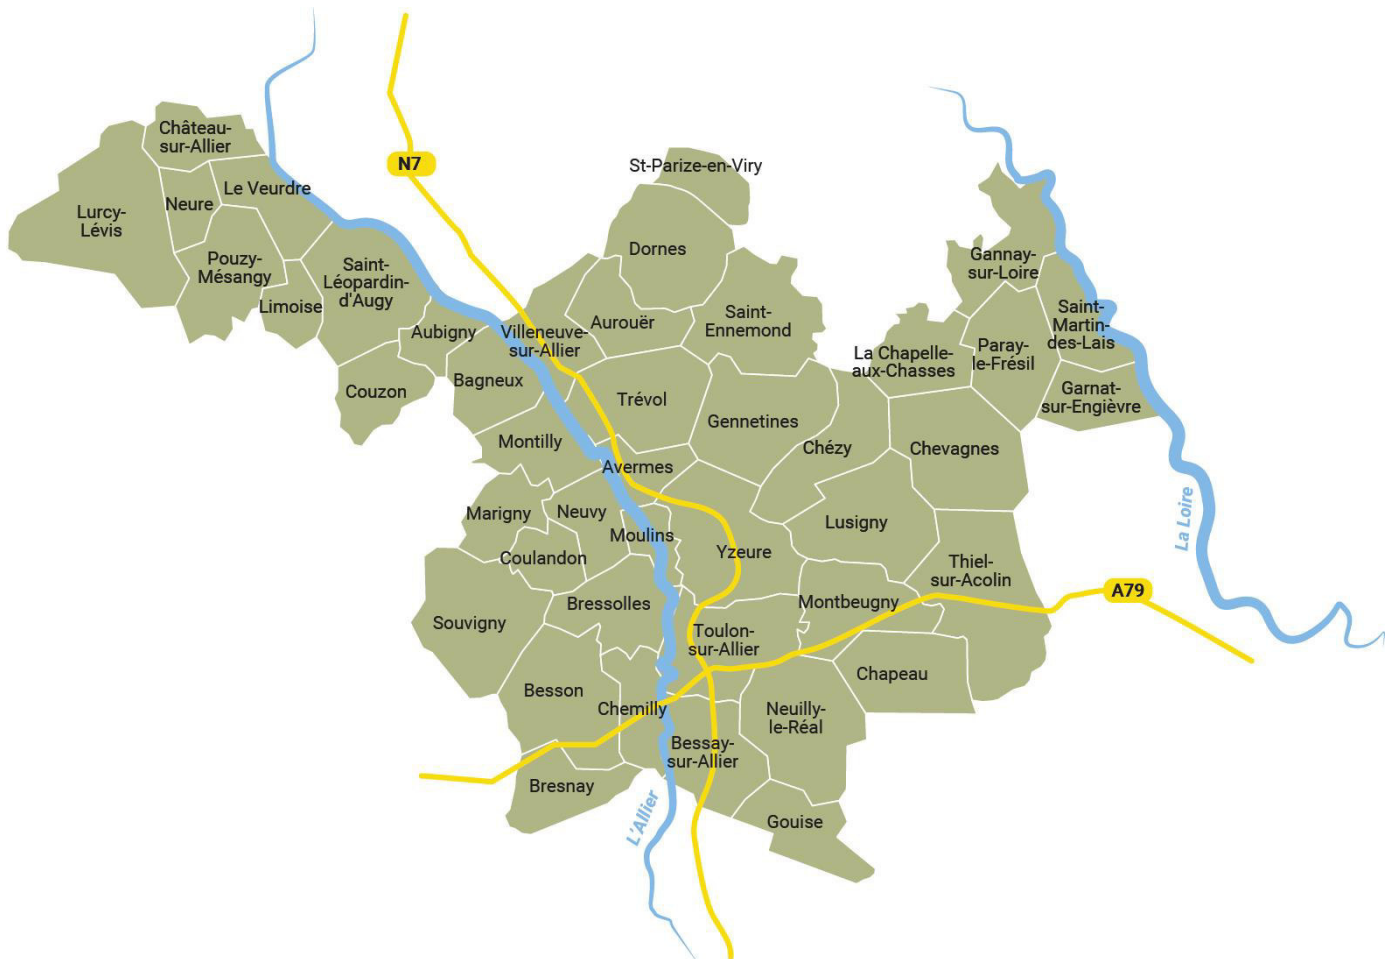 Château-
sur-Allier
N7
St-Parize-en-Viry
Le Veurdre
Neure
Lurcy-
Lévis
Dornes
Pouzy-
Mésangy
Saint-
Léopardin-
d'Augy
Gannay-
sur-Loire
Limoise
Aubigny
Villeneuve-
sur-Allier
Aurouër
Saint-
Ennemond
Saint-
Martin-
des-Lais
La Chapelle-
aux-Chasses
Paray-
le-Frésil
Couzon
Bagneux
Trévol
Garnat-
sur-Engièvre
Gennetines
Montilly
Chézy
Chevagnes
Avermes
Marigny
Neuvy
Moulins
Lusigny
La Loire
Coulandon
Yzeure
Thiel-
sur-Acolin
A79
Bressolles
Montbeugny
Souvigny
Toulon-
sur-Allier
Chapeau
Besson
Chemilly
Neuilly-
le-Réal
Bessay-
sur-Allier
Bresnay
L'Allier
Gouise